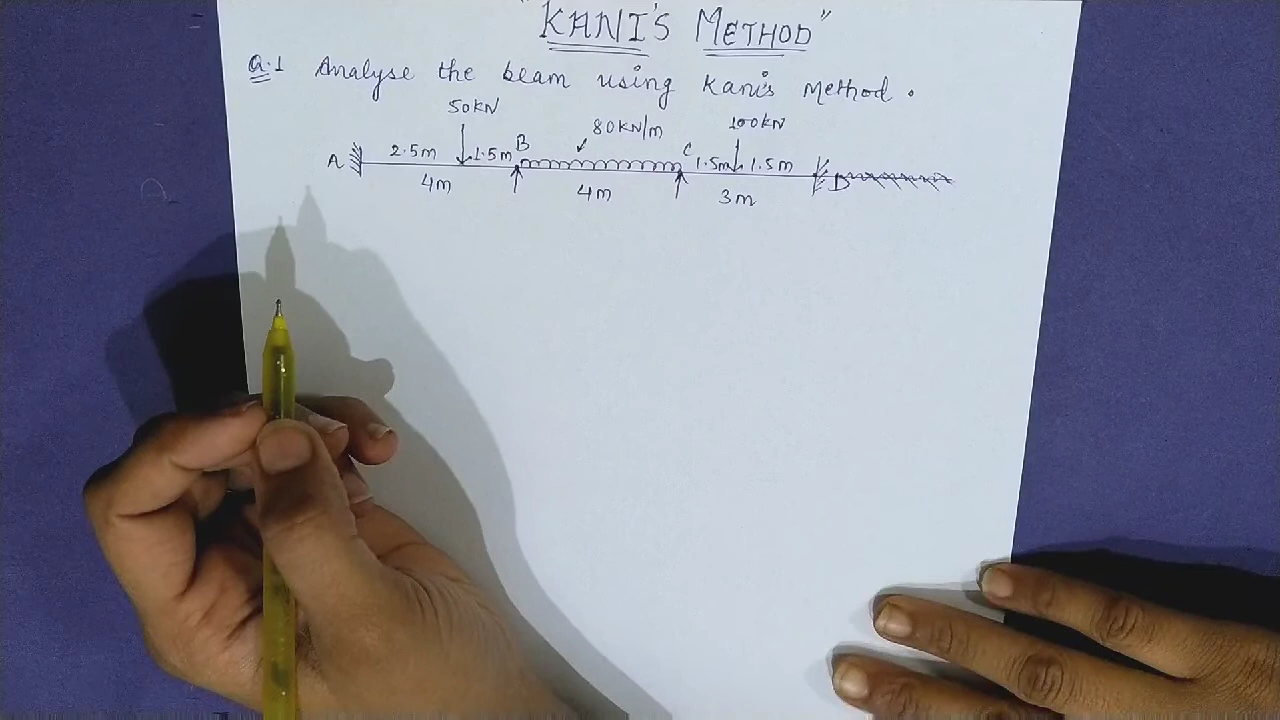 "KANI'S METHOD"
Q.1 Analyse the beam using Kani's Method.
50KN
80KN/m
100KN
A 2.5m 1.5m B C 1.5m 1.5m D
4m 4m 3m